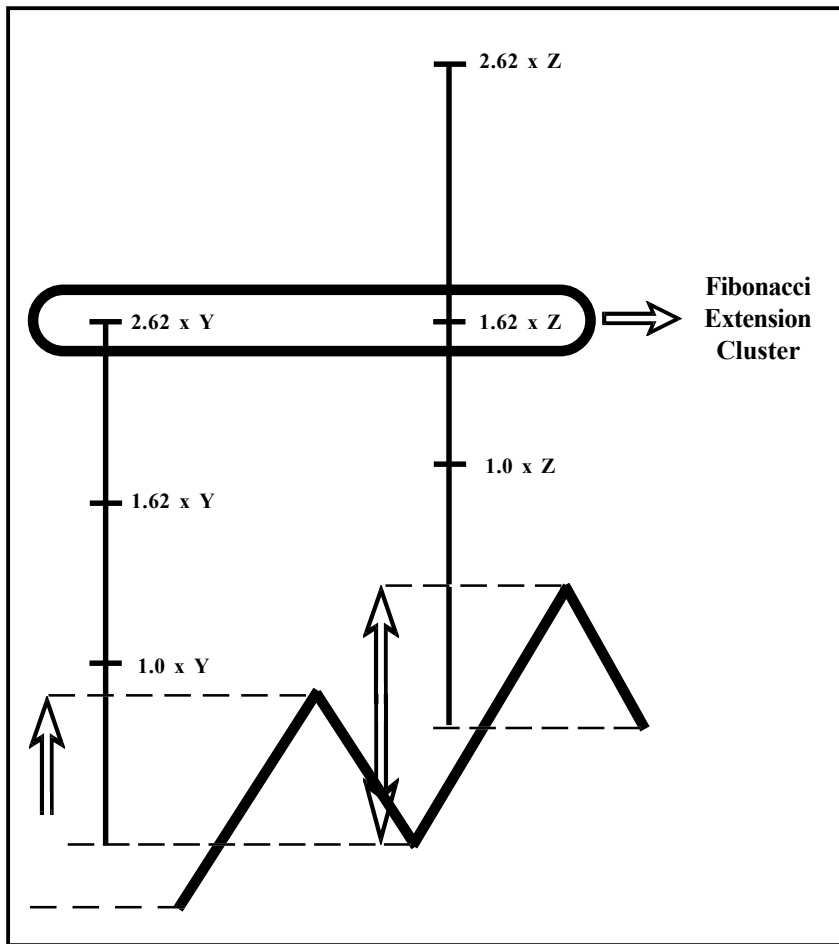 2.62 x Z
2.62 x Y
1.62 x Z
Fibonacci
Extension
Cluster
1.0 x Z
1.62 x Y
1.0 x Y